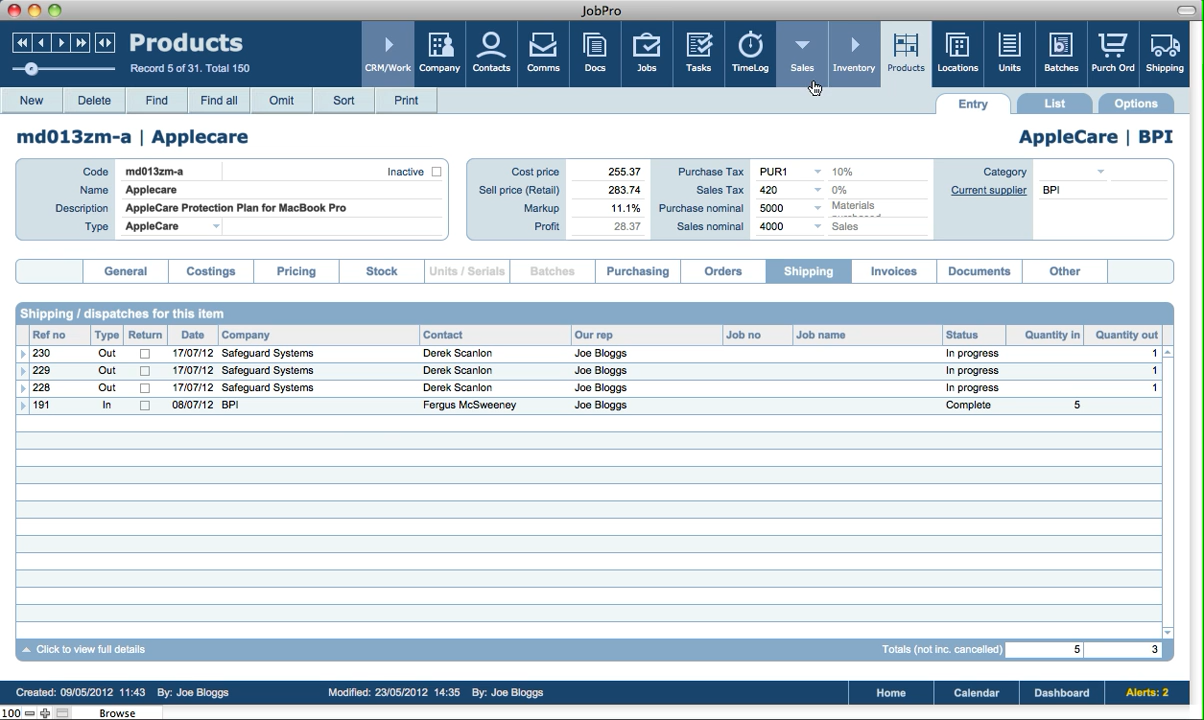 JobPro
Products
Record 5 of 31. Total 150
CRM/Work Company Contacts Comms Docs Jobs Tasks TimeLog Sales Inventory Products Locations Units Batches Purch Ord Shipping
New Delete Find Find all Omit Sort Print Entry List Options
md013zm-a | Applecare AppleCare | BPI
Code md013zm-a Inactive Cost price 255.37 Purchase Tax PUR1 10% Category
Name Applecare Sell price (Retail) 283.74 Sales Tax 420 0% Current supplier BPI
Description AppleCare Protection Plan for MacBook Pro Markup 11.1% Purchase nominal 5000 Materials
Type AppleCare Profit 28.37 Sales nominal 4000 Sales
General Costings Pricing Stock Units / Serials Batches Purchasing Orders Shipping Invoices Documents Other
Shipping / dispatches for this item
Ref no Type Return Date Company Contact Our rep Job no Job name Status Quantity in Quantity out
230 Out 17/07/12 Safeguard Systems Derek Scanlon Joe Bloggs In progress 1
229 Out 17/07/12 Safeguard Systems Derek Scanlon Joe Bloggs In progress 1
228 Out 17/07/12 Safeguard Systems Derek Scanlon Joe Bloggs In progress 1
191 In 08/07/12 BPI Fergus McSweeney Joe Bloggs Complete 5
Click to view full details Totals (not inc. cancelled) 5 3
Created: 09/05/2012 11:43 By: Joe Bloggs Modified: 23/05/2012 14:35 By: Joe Bloggs Home Calendar Dashboard Alerts: 2
100 Browse